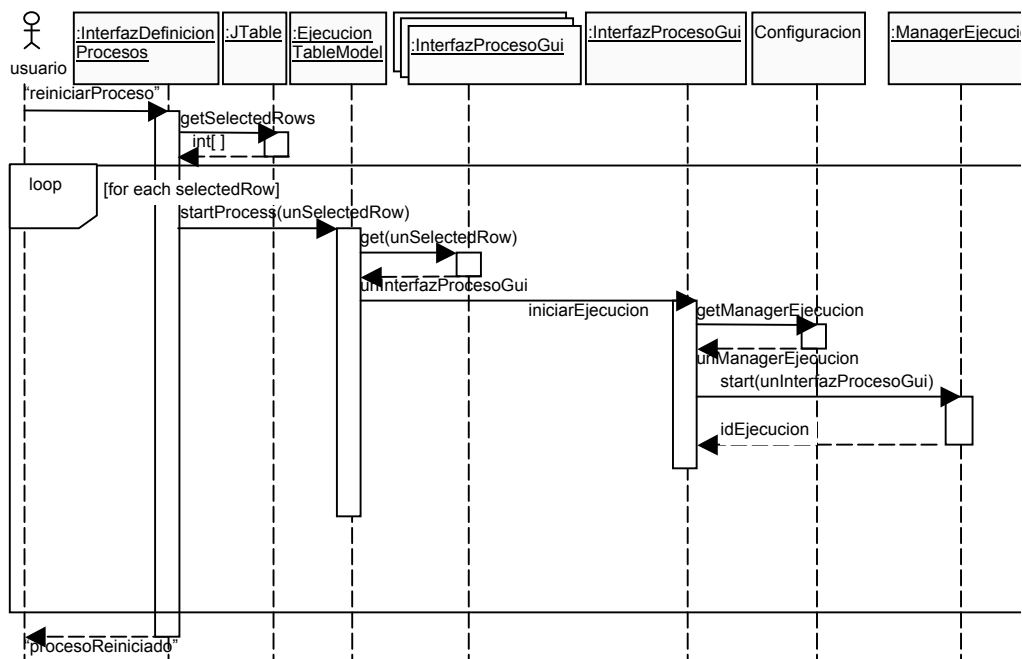 :InterfazDefinicion
Procesos
:JTable
:Ejecucion
TableModel
:InterfazProcesoGui
:InterfazProcesoGui
Configuracion
:ManagerEjecucio
usuario
“reiniciarProceso”
getSelectedRows
int[ ]
loop
[for each selectedRow]
startProcess(unSelectedRow)
get(unSelectedRow)
unInterfazProcesoGui
iniciarEjecucion
getManagerEjecucion
unManagerEjecucion
start(unInterfazProcesoGui)
idEjecucion
“procesoReiniciado”